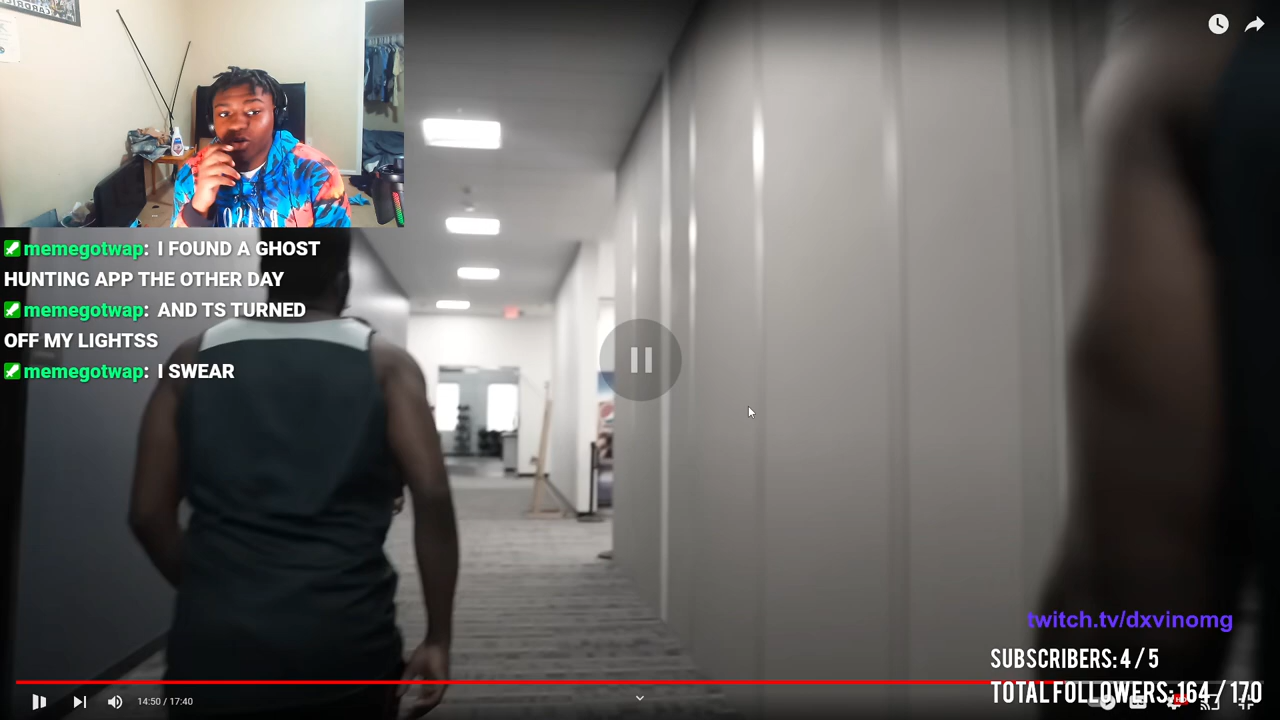 memegotwap: I FOUND A GHOST
HUNTING APP THE OTHER DAY
memegotwap: AND TS TURNED
OFF MY LIGHTSS
memegotwap: I SWEAR
twitch.tv/dxvinomg
SUBSCRIBERS: 4 / 5
TOTAL FOLLOWERS: 164 / 170
14:50 / 17:40